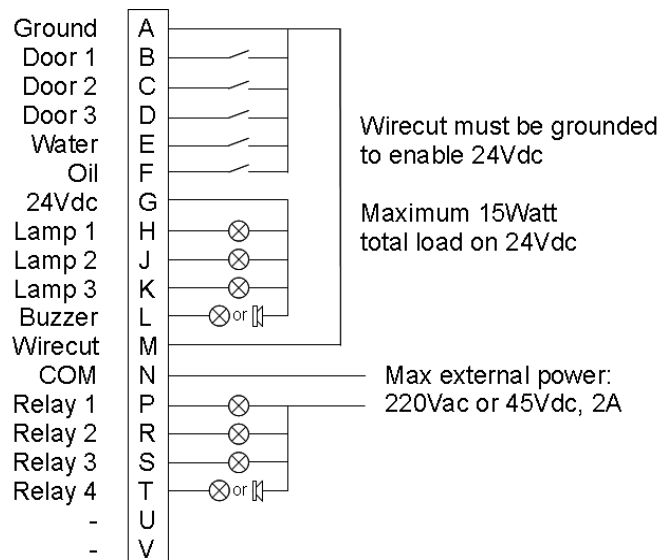 Ground A
Door 1 B
Door 2 C
Door 3 D
Water E
Oil F
24Vdc G
Lamp 1 H
Lamp 2 J
Lamp 3 K
Buzzer L or
Wirecut M
COM N
Relay 1 P
Relay 2 R
Relay 3 S
Relay 4 T or
- U
- V
Wirecut must be grounded
to enable 24Vdc
Maximum 15Watt
total load on 24Vdc
Max external power:
220Vac or 45Vdc, 2A